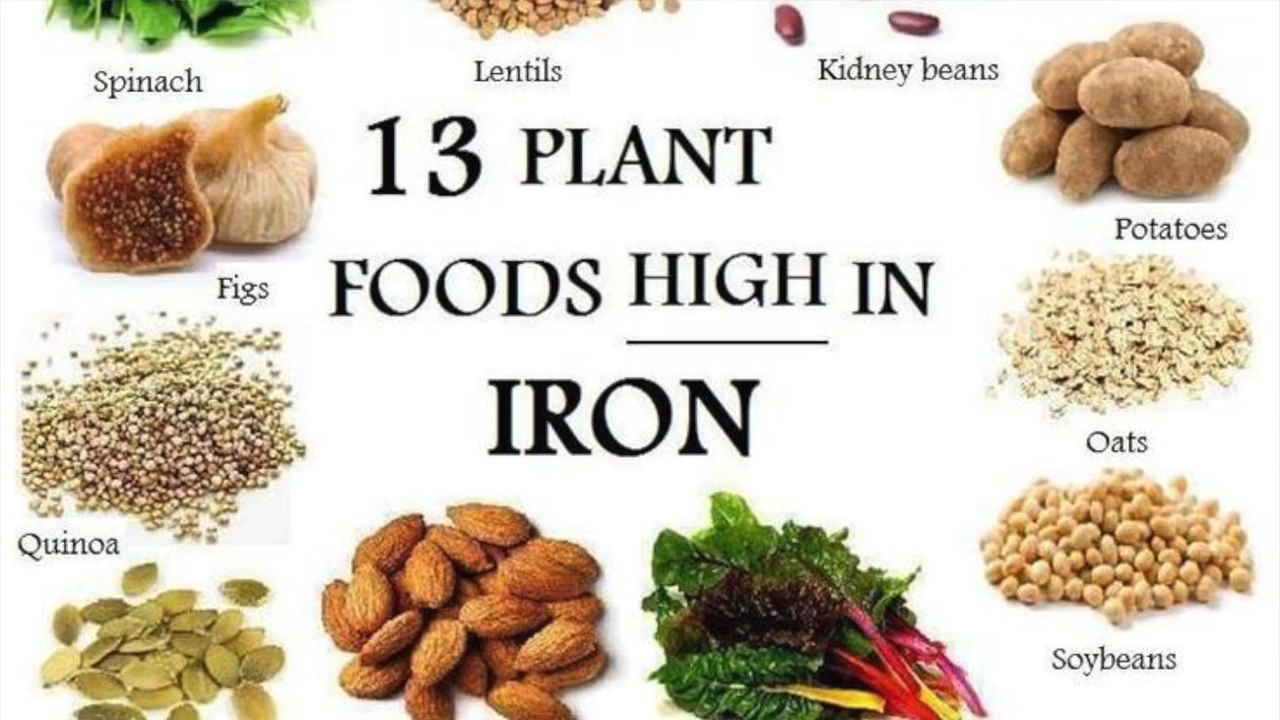 Spinach
Lentils
Kidney beans
13 PLANT
FOODS HIGH IN
IRON
Potatoes
Figs
Oats
Quinoa
Soybeans